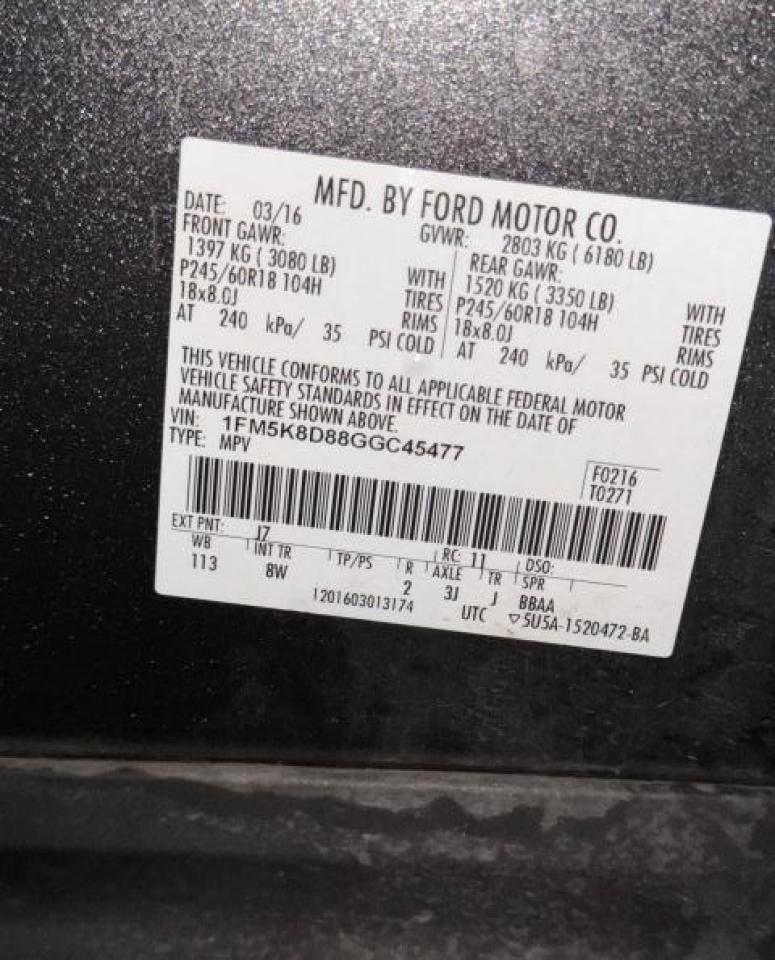 MFD. BY FORD MOTOR CO.
DATE: 03/16 GVWR: 2803 KG ( 6180 LB)
FRONT GAWR: REAR GAWR:
1397 KG ( 3080 LB) WITH 1520 KG ( 3350 LB) WITH
P245/60R18 104H TIRES P245/60R18 104H TIRES
18x8.0J RIMS 18x8.0J RIMS
AT 240 kPa/ 35 PSI COLD AT 240 kPa/ 35 PSI COLD
THIS VEHICLE CONFORMS TO ALL APPLICABLE FEDERAL MOTOR
VEHICLE SAFETY STANDARDS IN EFFECT ON THE DATE OF
MANUFACTURE SHOWN ABOVE.
VIN: 1FM5K8D88GGC45477
TYPE: MPV
F0216
T0271
EXT PNT: J7 RC: 11 DSO:
WB INT TR TP/PS R AXLE TR SPR
113 8W 2 3J J BBAA
1201603013174 UTC ▽5U5A-1520472-BA